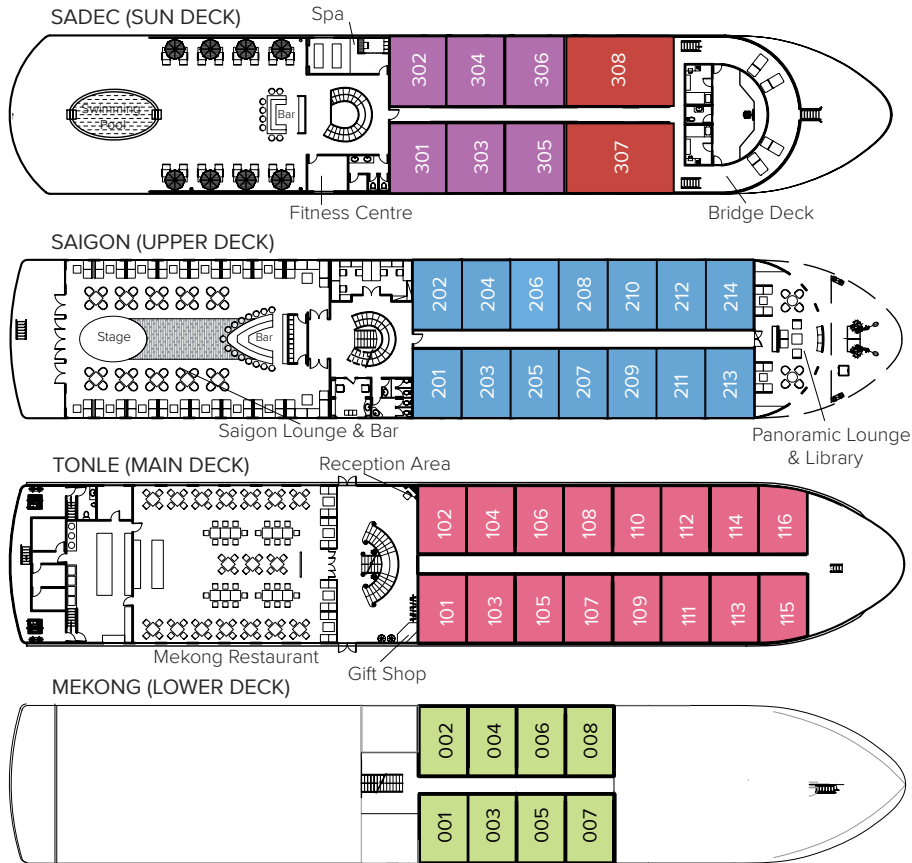 SADEC (SUN DECK)
Spa
302 304 306 308
Swimming
Pool
Bar
301 303 305 307
Fitness Centre
Bridge Deck
SAIGON (UPPER DECK)
202 204 206 208 210 212 214
Stage
Bar
201 203 205 207 209 211 213
Saigon Lounge & Bar
Panoramic Lounge
& Library
TONLE (MAIN DECK)
Reception Area
102 104 106 108 110 112 114 116
101 103 105 107 109 111 113 115
Mekong Restaurant
Gift Shop
MEKONG (LOWER DECK)
002 004 006 008
001 003 005 007